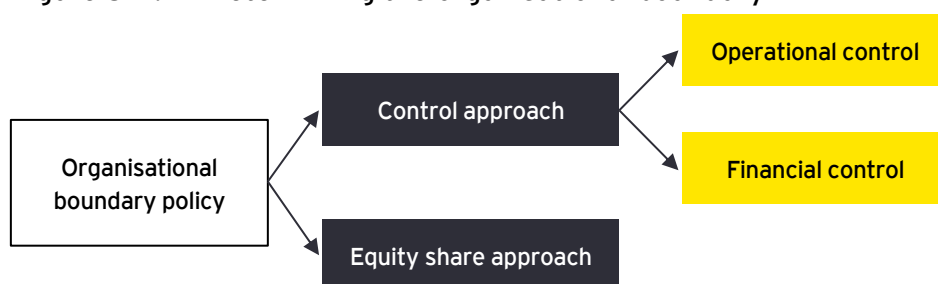 Operational control
Control approach
Organisational
boundary policy
Financial control
Equity share approach